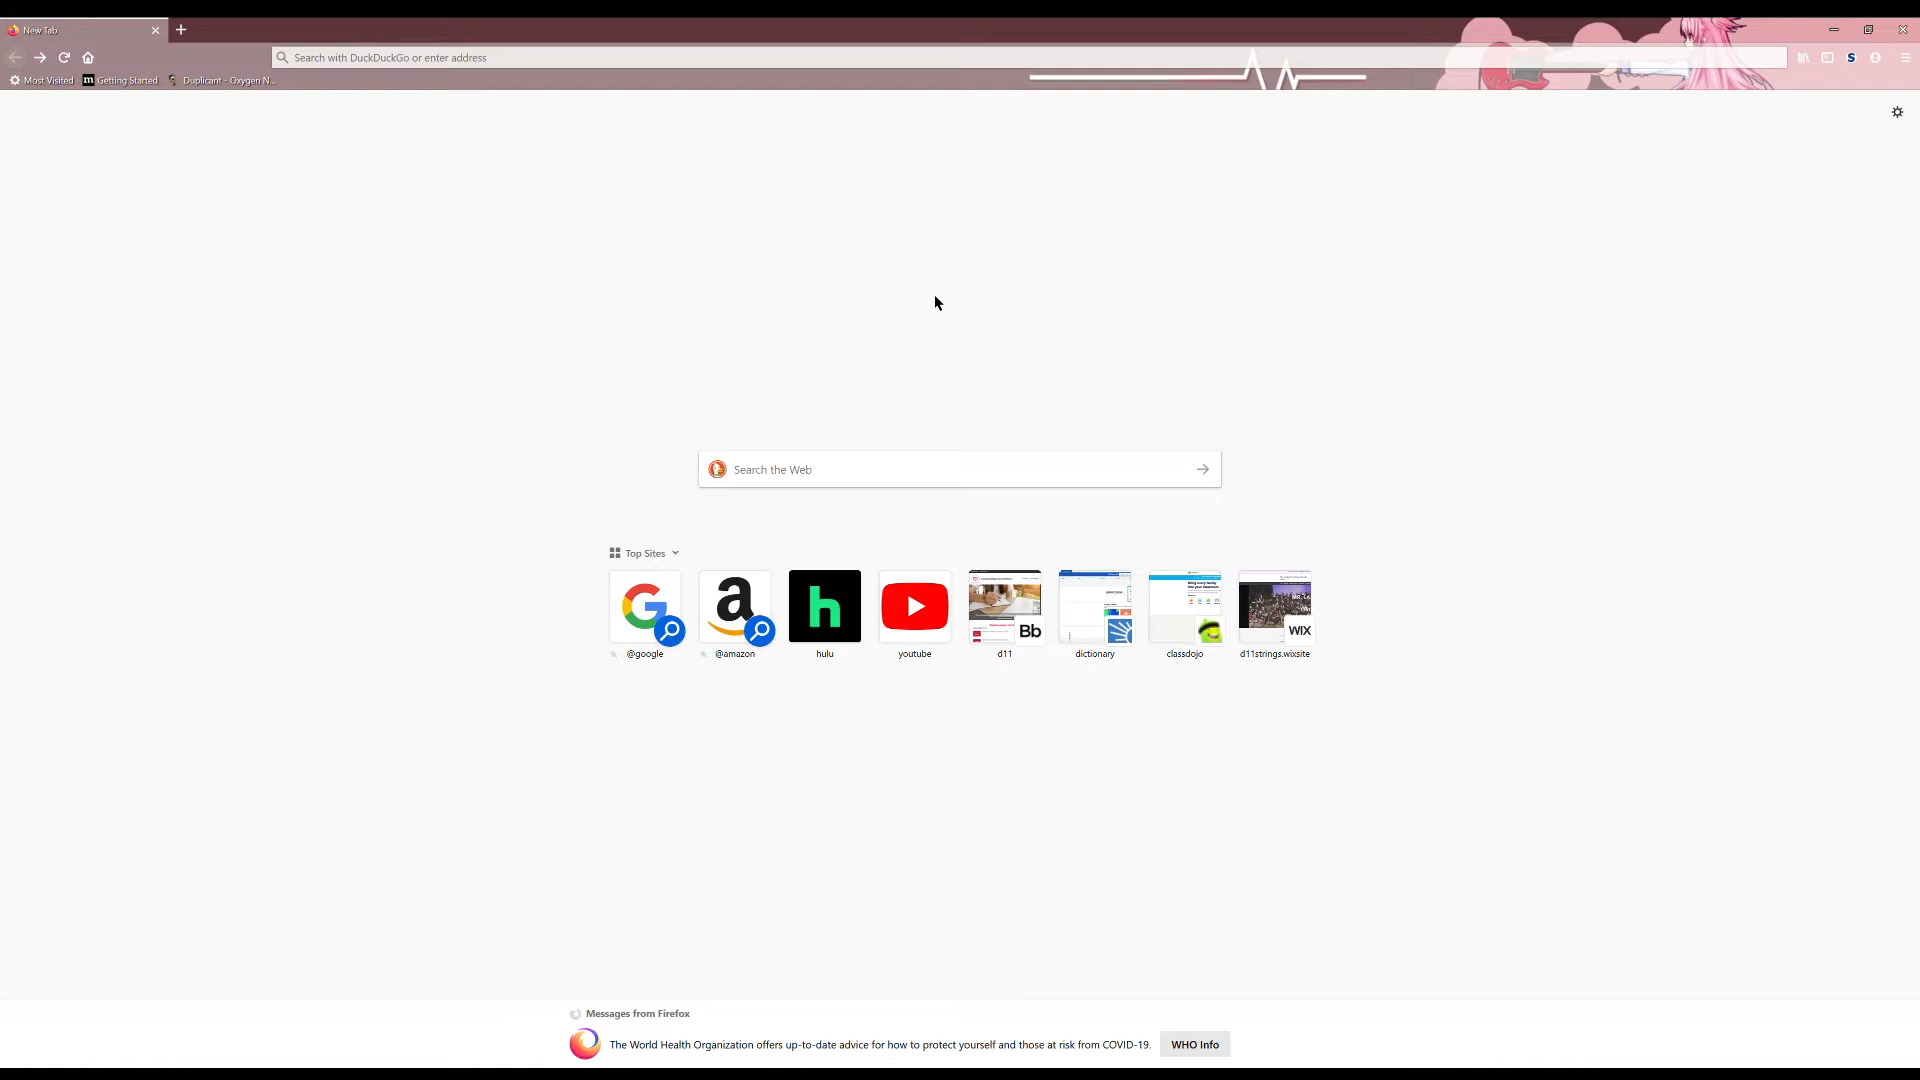 New Tab
Search with DuckDuckGo or enter address
Most Visited
Getting Started
Duplicant - Oxygen N...
Search the Web
Top Sites
Bb
WIX
@google
@amazon
hulu
youtube
d11
dictionary
classdojo
d11strings.wixsite
Messages from Firefox
The World Health Organization offers up-to-date advice for how to protect yourself and those at risk from COVID-19.
WHO Info